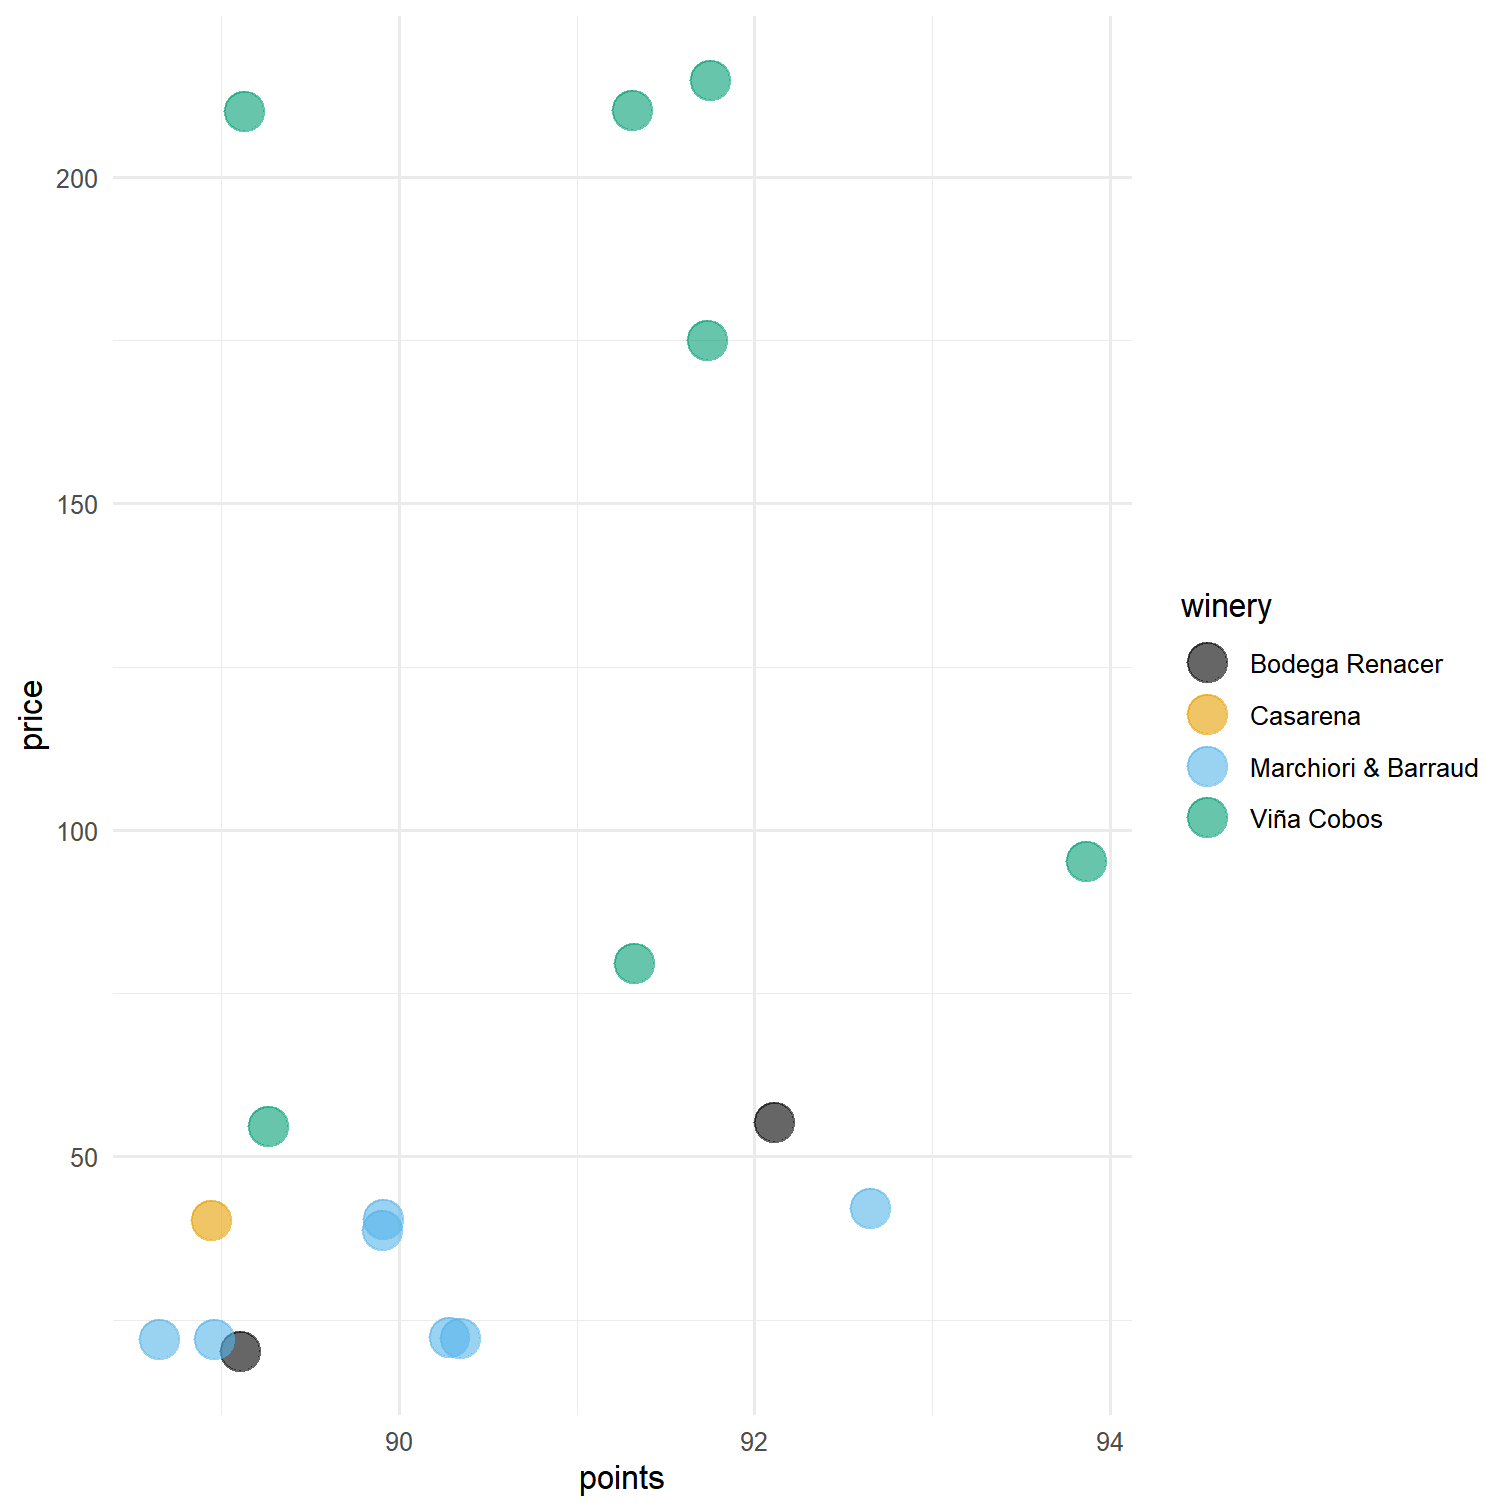 200
150
100
50
price
90
92
94
points
winery
Bodega Renacer
Casarena
Marchiori & Barraud
Viña Cobos